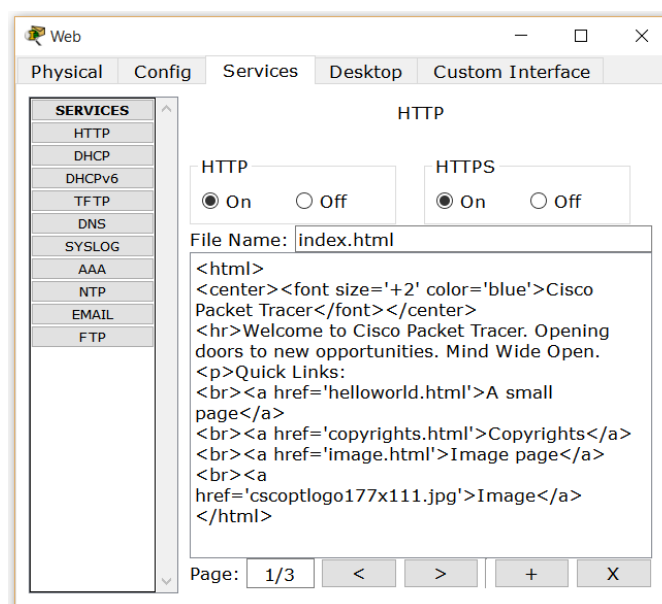 Web
Physical Config Services Desktop Custom Interface
SERVICES
HTTP
DHCP
DHCPv6
TFTP
DNS
SYSLOG
AAA
NTP
EMAIL
FTP
HTTP
HTTP
On Off
HTTPS
On Off
File Name: index.html
<html>
<center><font size='+2' color='blue'>Cisco
Packet Tracer</font></center>
<hr>Welcome to Cisco Packet Tracer. Opening
doors to new opportunities. Mind Wide Open.
<p>Quick Links:
<br><a href='helloworld.html'>A small
page</a>
<br><a href='copyrights.html'>Copyrights</a>
<br><a href='image.html'>Image page</a>
<br><a
href='cscoptlogo177x111.jpg'>Image</a>
</html>
Page: 1/3 < > + X